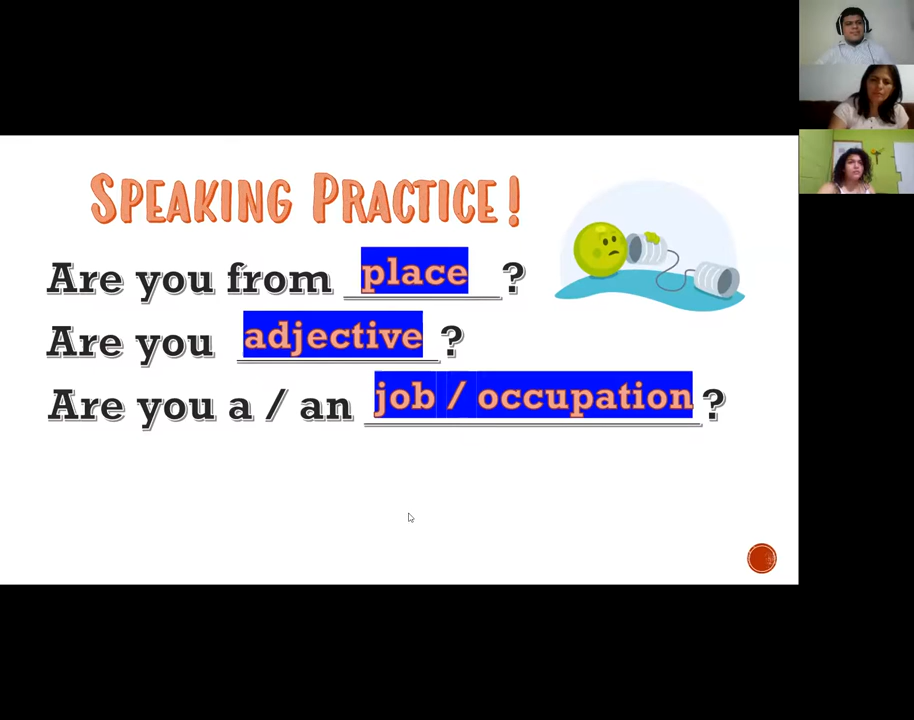 SPEAKING PRACTICE!
Are you from place ?
Are you adjective ?
Are you a / an job / occupation ?